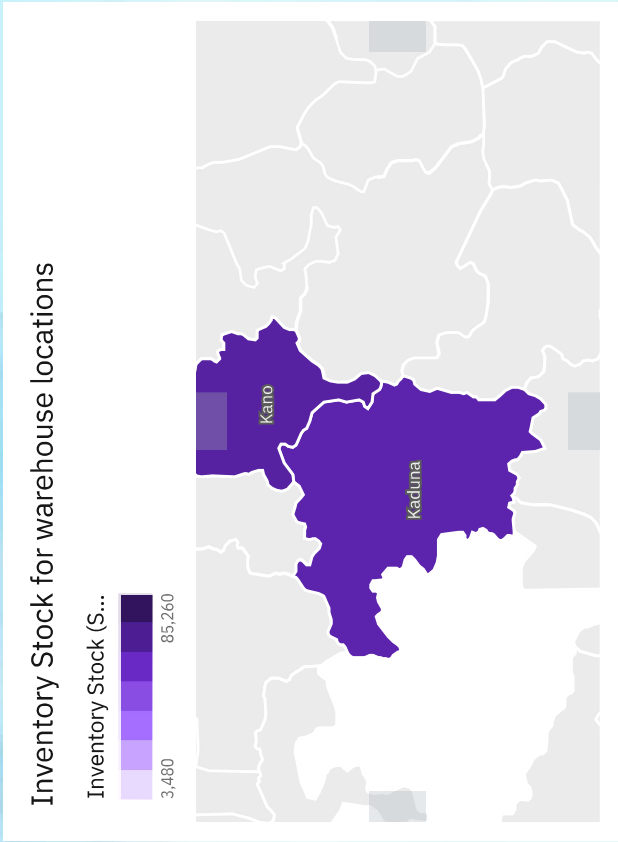 Inventory Stock for warehouse locations
Inventory Stock (S...
3,480
85,260
Kano
Kaduna